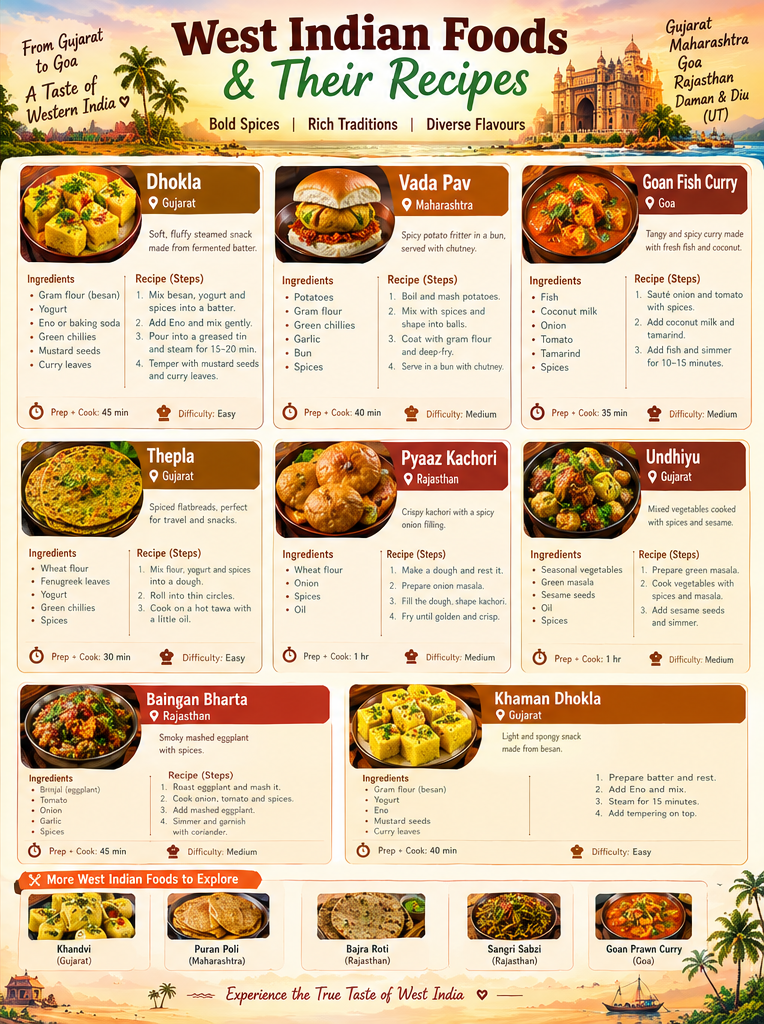 From Gujarat
to Goa
A Taste of
Western India ♡
West Indian Foods
& Their Recipes
Bold Spices | Rich Traditions | Diverse Flavours
Gujarat
Maharashtra
Goa
Rajasthan
Daman & Diu
(UT)
Dhokla
Gujarat
Soft, fluffy steamed snack
made from fermented batter.
Ingredients
• Gram flour (besan)
• Yogurt
• Eno or baking soda
• Green chillies
• Mustard seeds
• Curry leaves
Recipe (Steps)
1. Mix besan, yogurt and
spices into a batter.
2. Add Eno and mix gently.
3. Pour into a greased tin
and steam for 15–20 min.
4. Temper with mustard seeds
and curry leaves.
Prep + Cook: 45 min
Difficulty: Easy
Vada Pav
Maharashtra
Spicy potato fritter in a bun,
served with chutney.
Ingredients
• Potatoes
• Gram flour
• Green chillies
• Garlic
• Bun
• Spices
Recipe (Steps)
1. Boil and mash potatoes.
2. Mix with spices and
shape into balls.
3. Coat with gram flour
and deep-fry.
4. Serve in a bun with chutney.
Prep + Cook: 40 min
Difficulty: Medium
Goan Fish Curry
Goa
Tangy and spicy curry made
with fresh fish and coconut.
Ingredients
• Fish
• Coconut milk
• Onion
• Tomato
• Tamarind
• Spices
Recipe (Steps)
1. Sauté onion and tomato
with spices.
2. Add coconut milk and
tamarind.
3. Add fish and simmer
for 10–15 minutes.
Prep + Cook: 35 min
Difficulty: Medium
Thepla
Gujarat
Spiced flatbreads, perfect
for travel and snacks.
Ingredients
• Wheat flour
• Fenugreek leaves
• Yogurt
• Green chillies
• Spices
Recipe (Steps)
1. Mix flour, yogurt and spices
into a dough.
2. Roll into thin circles.
3. Cook on a hot tawa with
a little oil.
Prep + Cook: 30 min
Difficulty: Easy
Pyaaz Kachori
Rajasthan
Crispy kachori with a spicy
onion filling.
Ingredients
• Wheat flour
• Onion
• Spices
• Oil
Recipe (Steps)
1. Make a dough and rest it.
2. Prepare onion masala.
3. Fill the dough, shape kachori.
4. Fry until golden and crisp.
Prep + Cook: 1 hr
Difficulty: Medium
Undhiyu
Gujarat
Mixed vegetables cooked
with spices and sesame.
Ingredients
• Seasonal vegetables
• Green masala
• Sesame seeds
• Oil
• Spices
Recipe (Steps)
1. Prepare green masala.
2. Cook vegetables with
spices and masala.
3. Add sesame seeds
and simmer.
Prep + Cook: 1 hr
Difficulty: Medium
Baingan Bharta
Rajasthan
Smoky mashed eggplant
with spices.
Ingredients
• Brinjal (eggplant)
• Tomato
• Onion
• Garlic
• Spices
Recipe (Steps)
1. Roast eggplant and mash it.
2. Cook onion, tomato and spices.
3. Add mashed eggplant.
4. Simmer and garnish
with coriander.
Prep + Cook: 45 min
Difficulty: Medium
Khaman Dhokla
Gujarat
Light and spongy snack
made from besan.
Ingredients
• Gram flour (besan)
• Yogurt
• Eno
• Mustard seeds
• Curry leaves
1. Prepare batter and rest.
2. Add Eno and mix.
3. Steam for 15 minutes.
4. Add tempering on top.
Prep + Cook: 40 min
Difficulty: Easy
More West Indian Foods to Explore
Khandvi
(Gujarat)
Puran Poli
(Maharashtra)
Bajra Roti
(Rajasthan)
Sangri Sabzi
(Rajasthan)
Goan Prawn Curry
(Goa)
Experience the True Taste of West India ♡